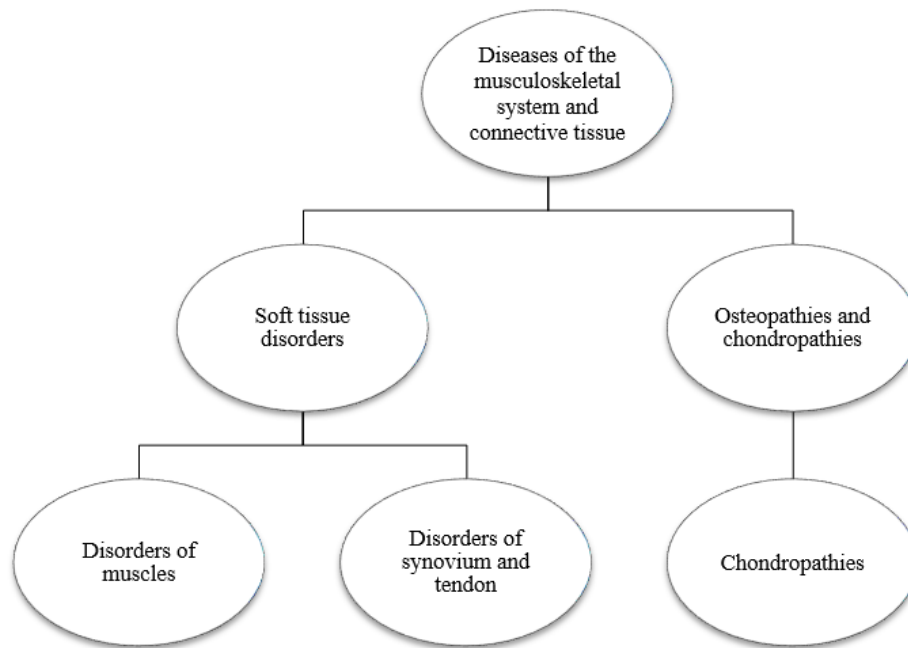 Diseases of the
musculoskeletal
system and
connective tissue
Soft tissue
disorders
Osteopathies and
chondropathies
Disorders of
muscles
Disorders of
synovium and
tendon
Chondropathies